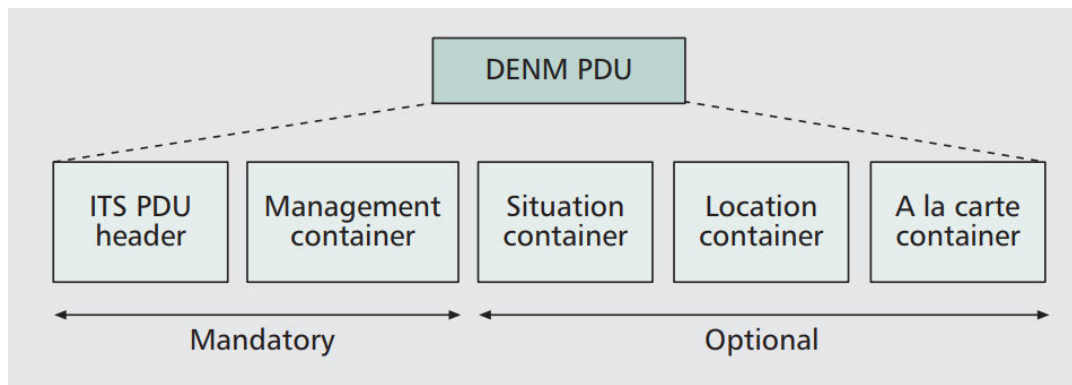 DENM PDU
ITS PDU
header
Management
container
Situation
container
Location
container
A la carte
container
Mandatory
Optional